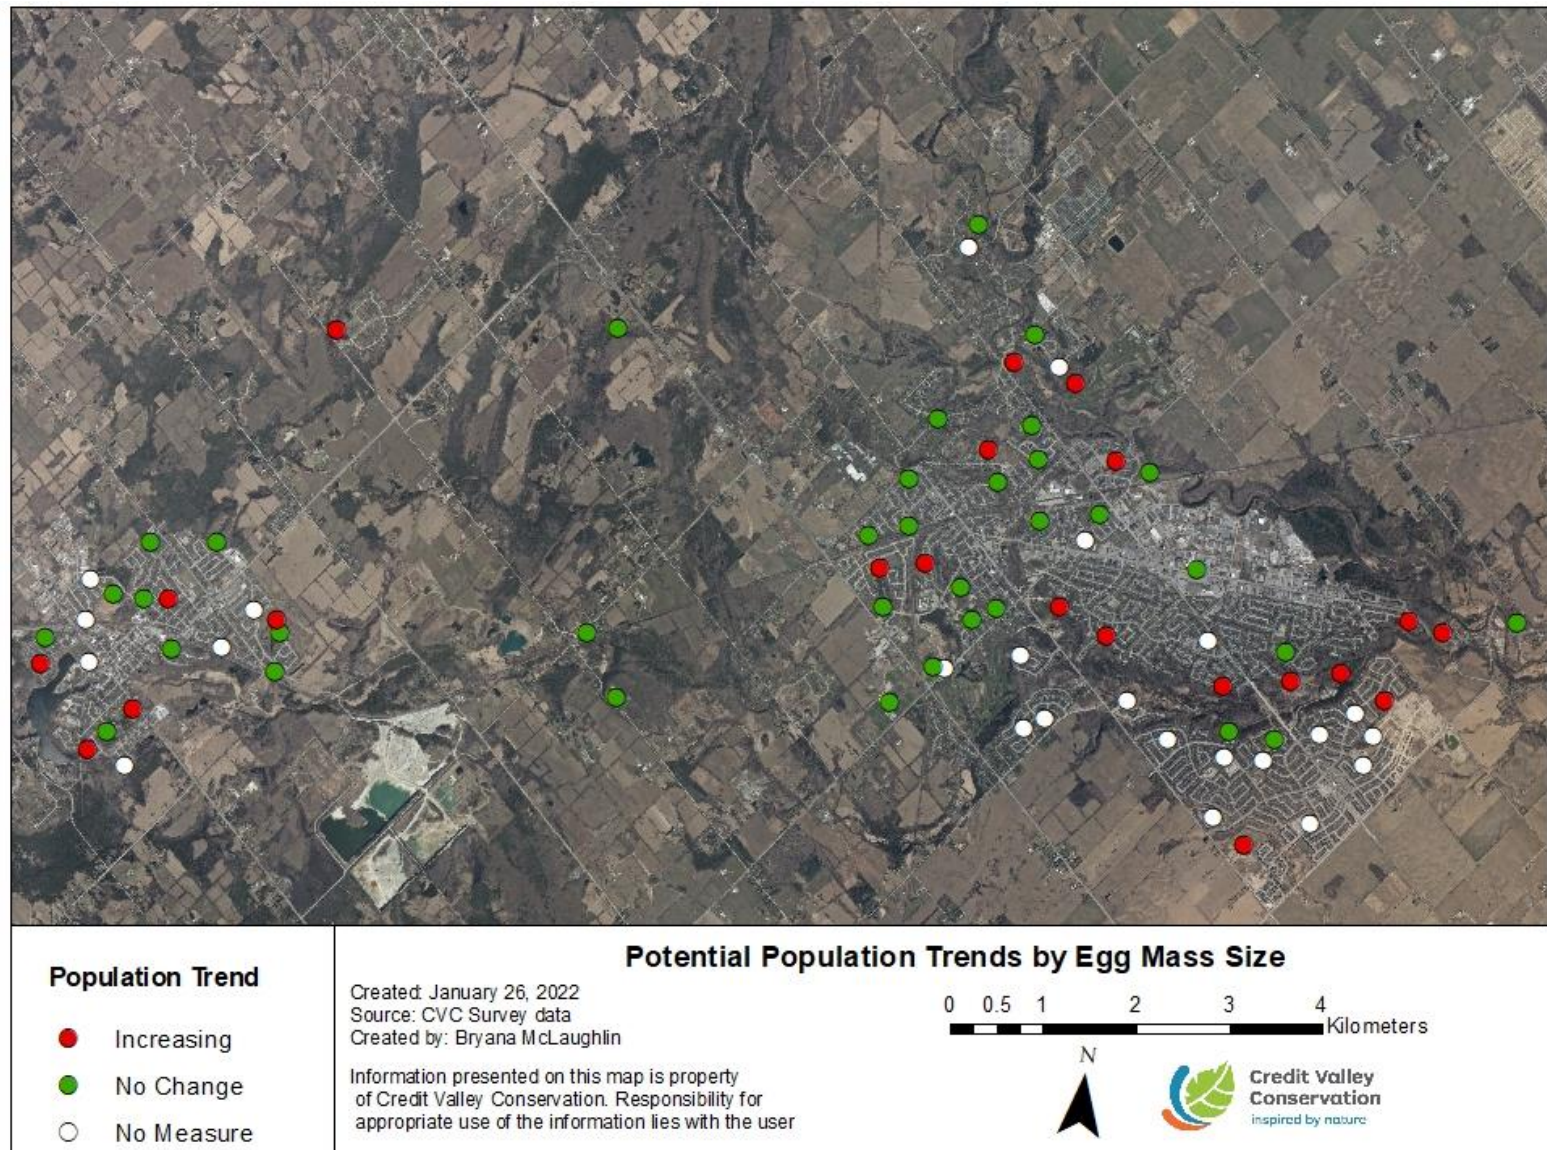 Population Trend
Increasing
No Change
No Measure
Potential Population Trends by Egg Mass Size
Created: January 26, 2022
Source: CVC Survey data
Created by: Bryana McLaughlin
Information presented on this map is property
of Credit Valley Conservation. Responsibility for
appropriate use of the information lies with the user
0 0.5 1 2 3 4
Kilometers
N
Credit Valley
Conservation
inspired by nature